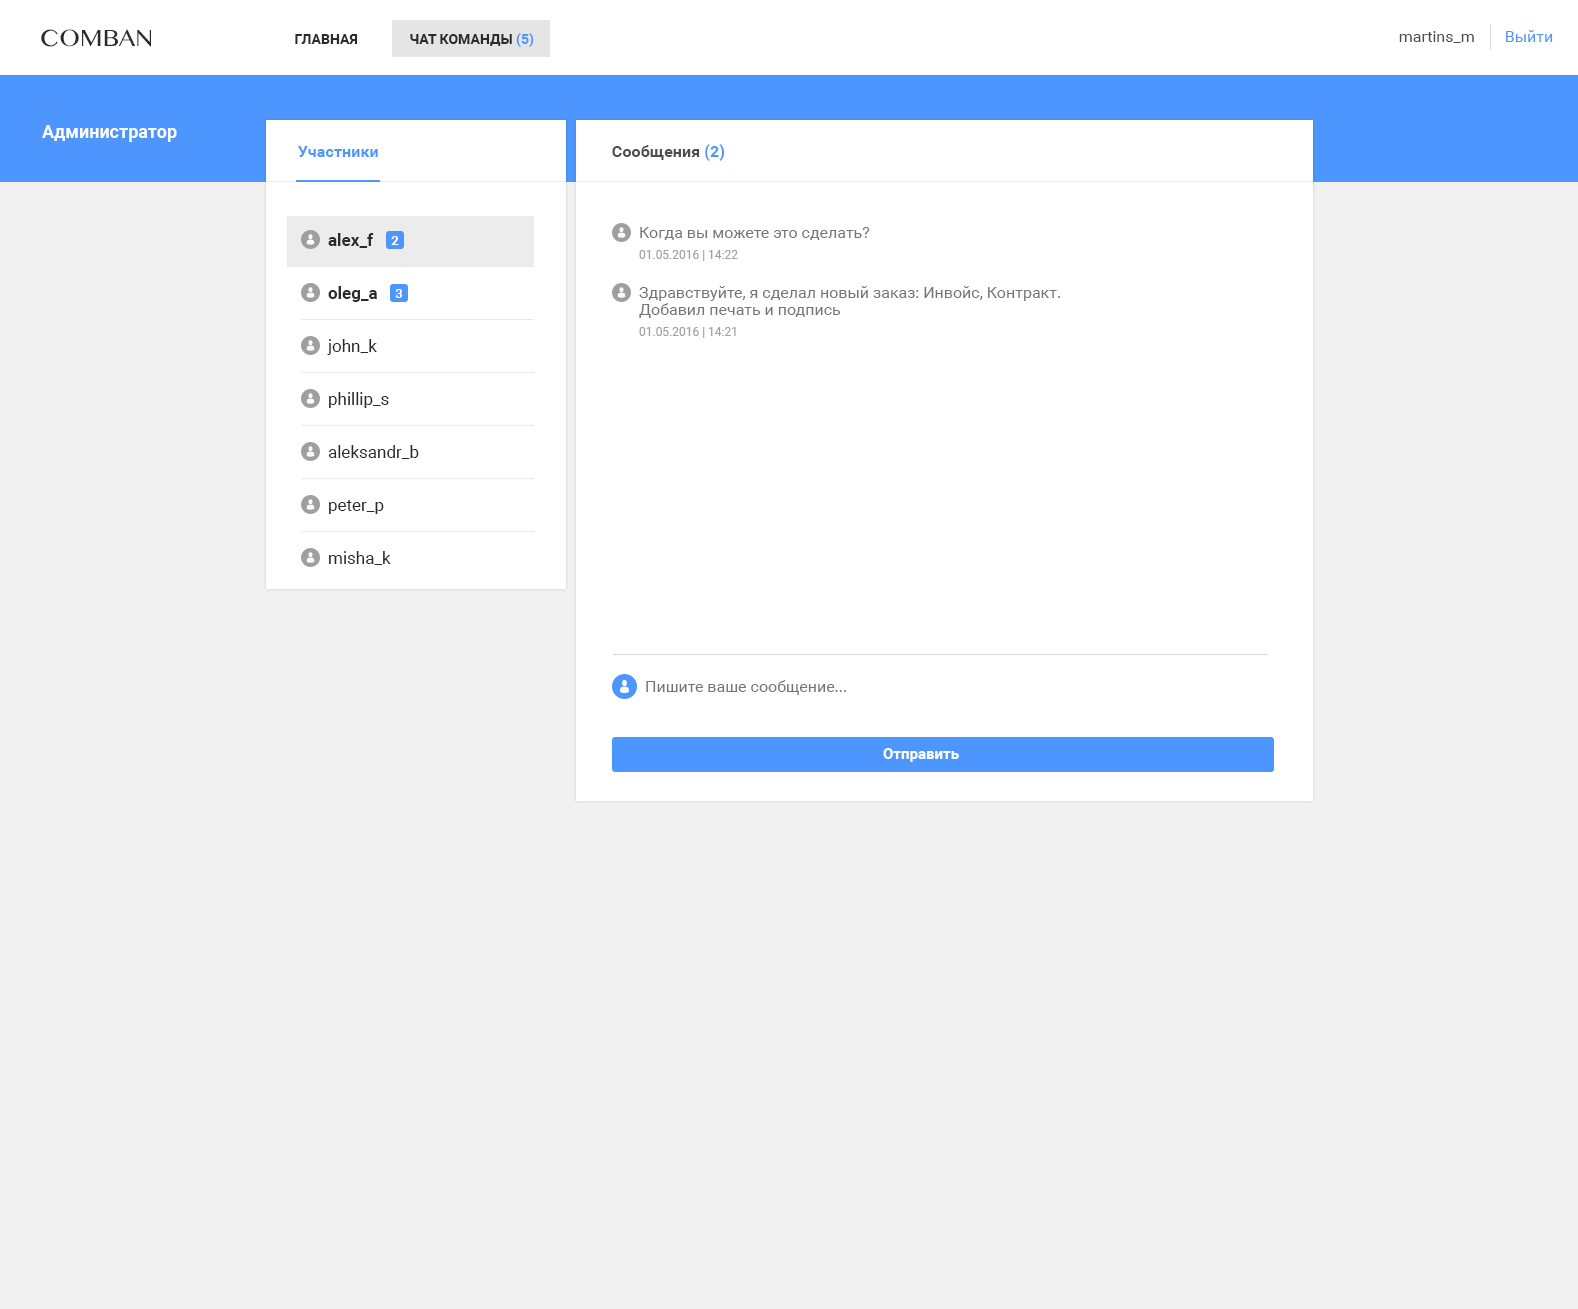 COMBAN
ГЛАВНАЯ
ЧАТ КОМАНДЫ (5)
martins_m
Выйти
Администратор
Участники
alex_f 2
oleg_a 3
john_k
phillip_s
aleksandr_b
peter_p
misha_k
Сообщения (2)
Когда вы можете это сделать?
01.05.2016 | 14:22
Здравствуйте, я сделал новый заказ: Инвойс, Контракт.
Добавил печать и подпись
01.05.2016 | 14:21
Пишите ваше сообщение...
Отправить